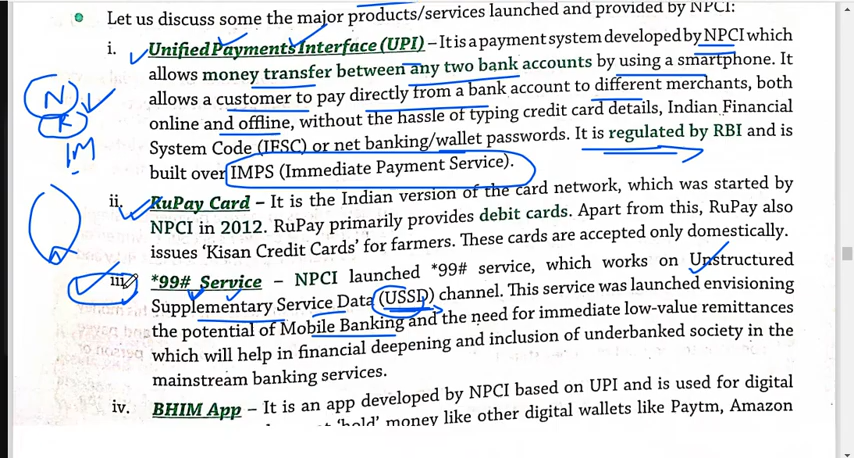 Let us discuss some the major products/services launched and provided by NPCI:
i. Unified Payments Interface (UPI) – It is a payment system developed by NPCI which
allows money transfer between any two bank accounts by using a smartphone. It
allows a customer to pay directly from a bank account to different merchants, both
online and offline, without the hassle of typing credit card details, Indian Financial
System Code (IFSC) or net banking/wallet passwords. It is regulated by RBI and is
built over IMPS (Immediate Payment Service).
N
IM
ii. RuPay Card – It is the Indian version of the card network, which was started by
NPCI in 2012. RuPay primarily provides debit cards. Apart from this, RuPay also
issues 'Kisan Credit Cards' for farmers. These cards are accepted only domestically.
iii. *99# Service – NPCI launched *99# service, which works on Unstructured
Supplementary Service Data (USSD) channel. This service was launched envisioning
the potential of Mobile Banking and the need for immediate low-value remittances
which will help in financial deepening and inclusion of underbanked society in the
mainstream banking services.
iv. BHIM App – It is an app developed by NPCI based on UPI and is used for digital
'hold' money like other digital wallets like Paytm, Amazon